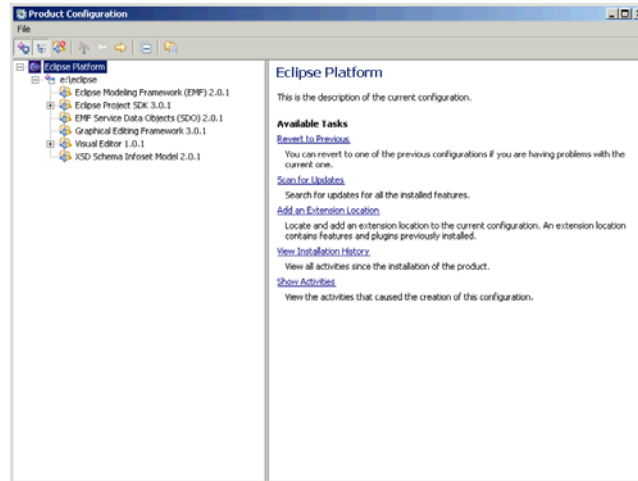 Product Configuration
File
Eclipse Platform
e:\eclipse
Eclipse Modeling Framework (EMF) 2.0.1
Eclipse Project SDK 3.0.1
EMF Service Data Objects (SDO) 2.0.1
Graphical Editing Framework 3.0.1
Visual Editor 1.0.1
XSD Schema Infoset Model 2.0.1
Eclipse Platform
This is the description of the current configuration.
Available Tasks
Revert to Previous
You can revert to one of the previous configurations if you are having problems with the
current one.
Scan for Updates
Search for updates for all the installed features.
Add an Extension Location
Locate and add an extension location to the current configuration. An extension location
contains features and plugins previously installed.
View Installation History
View all activities since the installation of the product.
Show Activities
View the activities that caused the creation of this configuration.